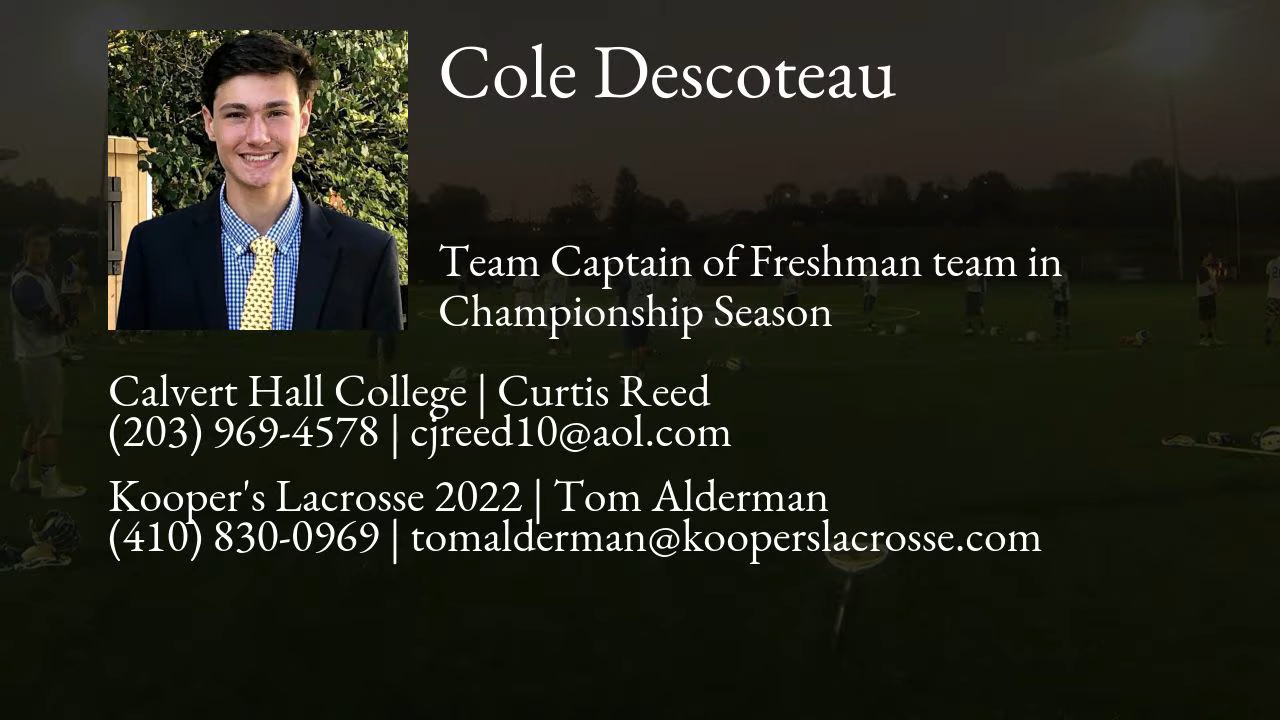 Cole Descoteau
Team Captain of Freshman team in
Championship Season
Calvert Hall College | Curtis Reed
(203) 969-4578 | cjreed10@aol.com
Kooper's Lacrosse 2022 | Tom Alderman
(410) 830-0969 | tomalderman@kooperslacrosse.com